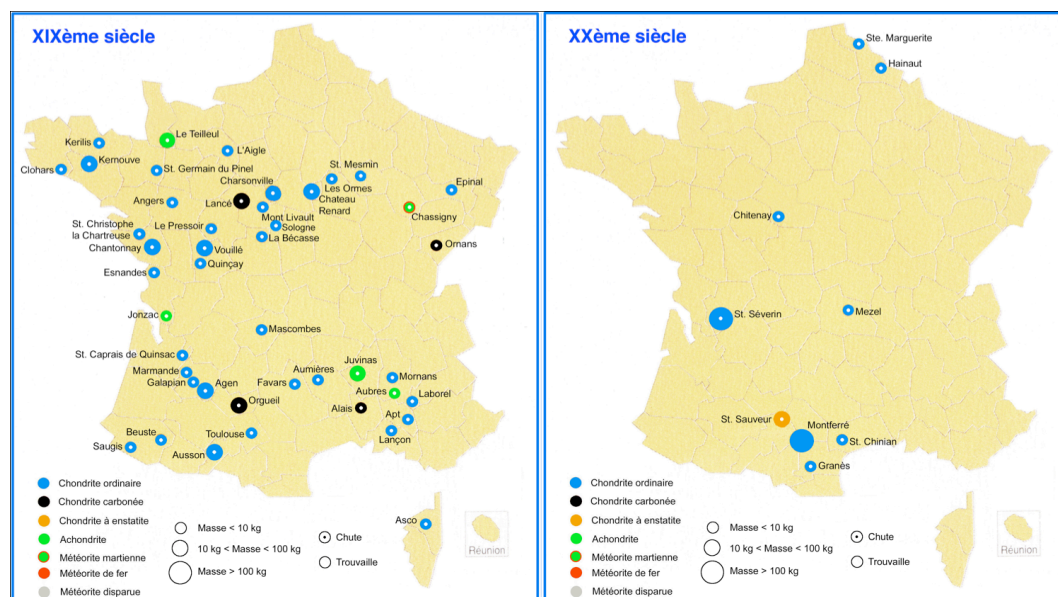 XIXème siècle
Le Teilleul
Kerilis
L'Aigle
Kernouve
St. Mesmin
Clohars
St. Germain du Pinel
Charsonville
Les Ormes
Epinal
Chateau
Renard
Angers
Lancé
Mont Livault
Chassigny
St. Christophe
la Chartreuse
Le Pressoir
Sologne
La Bécasse
Ornans
Chantonnay
Vouillé
Quinçay
Esnandes
Jonzac
Mascombes
St. Caprais de Quinsac
Juvinas
Marmande
Aumières
Mornans
Galapian
Agen
Favars
Aubres
Laborel
Orgueil
Alais
Apt
Beuste
Toulouse
Lançon
Saugis
Ausson
Asco
Réunion
Chondrite ordinaire
Chondrite carbonée
Chondrite à enstatite
Achondrite
Météorite martienne
Météorite de fer
Météorite disparue
Masse < 10 kg
10 kg < Masse < 100 kg
Masse > 100 kg
Chute
Trouvaille
XXème siècle
Ste. Marguerite
Hainaut
Chitenay
St. Sèverin
Mezel
St. Sauveur
Montferré
St. Chinian
Granès
Réunion
Chondrite ordinaire
Chondrite carbonée
Chondrite à enstatite
Achondrite
Météorite martienne
Météorite de fer
Météorite disparue
Masse < 10 kg
10 kg < Masse < 100 kg
Masse > 100 kg
Chute
Trouvaille